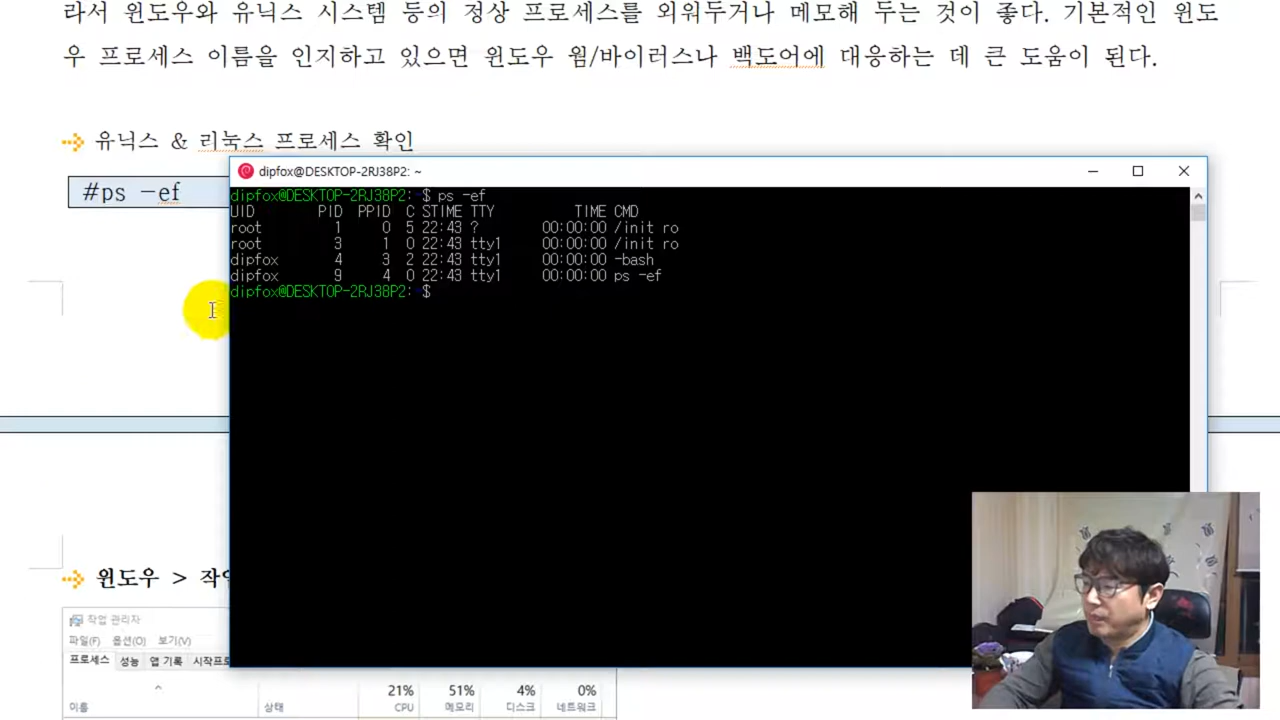 라서 윈도우와 유닉스 시스템 등의 정상 프로세스를 외워두거나 메모해 두는 것이 좋다. 기본적인 윈도
우 프로세스 이름을 인지하고 있으면 윈도우 웜/바이러스나 백도어에 대응하는 데 큰 도움이 된다.
유닉스 & 리눅스 프로세스 확인
#ps -ef
dipfox@DESKTOP-2RJ38P2: ~
dipfox@DESKTOP-2RJ38P2:~$ ps -ef
UID PID PPID C STIME TTY TIME CMD
root 1 0 5 22:43 ? 00:00:00 /init ro
root 3 1 0 22:43 tty1 00:00:00 /init ro
dipfox 4 3 2 22:43 tty1 00:00:00 -bash
dipfox 9 4 0 22:43 tty1 00:00:00 ps -ef
dipfox@DESKTOP-2RJ38P2:~$
윈도우 > 작
작업 관리자
파일(F) 옵션(O) 보기(V)
프로세스 성능 앱 기록 시작프로
21% 51% 4% 0%
이름 상태 CPU 메모리 디스크 네트워크